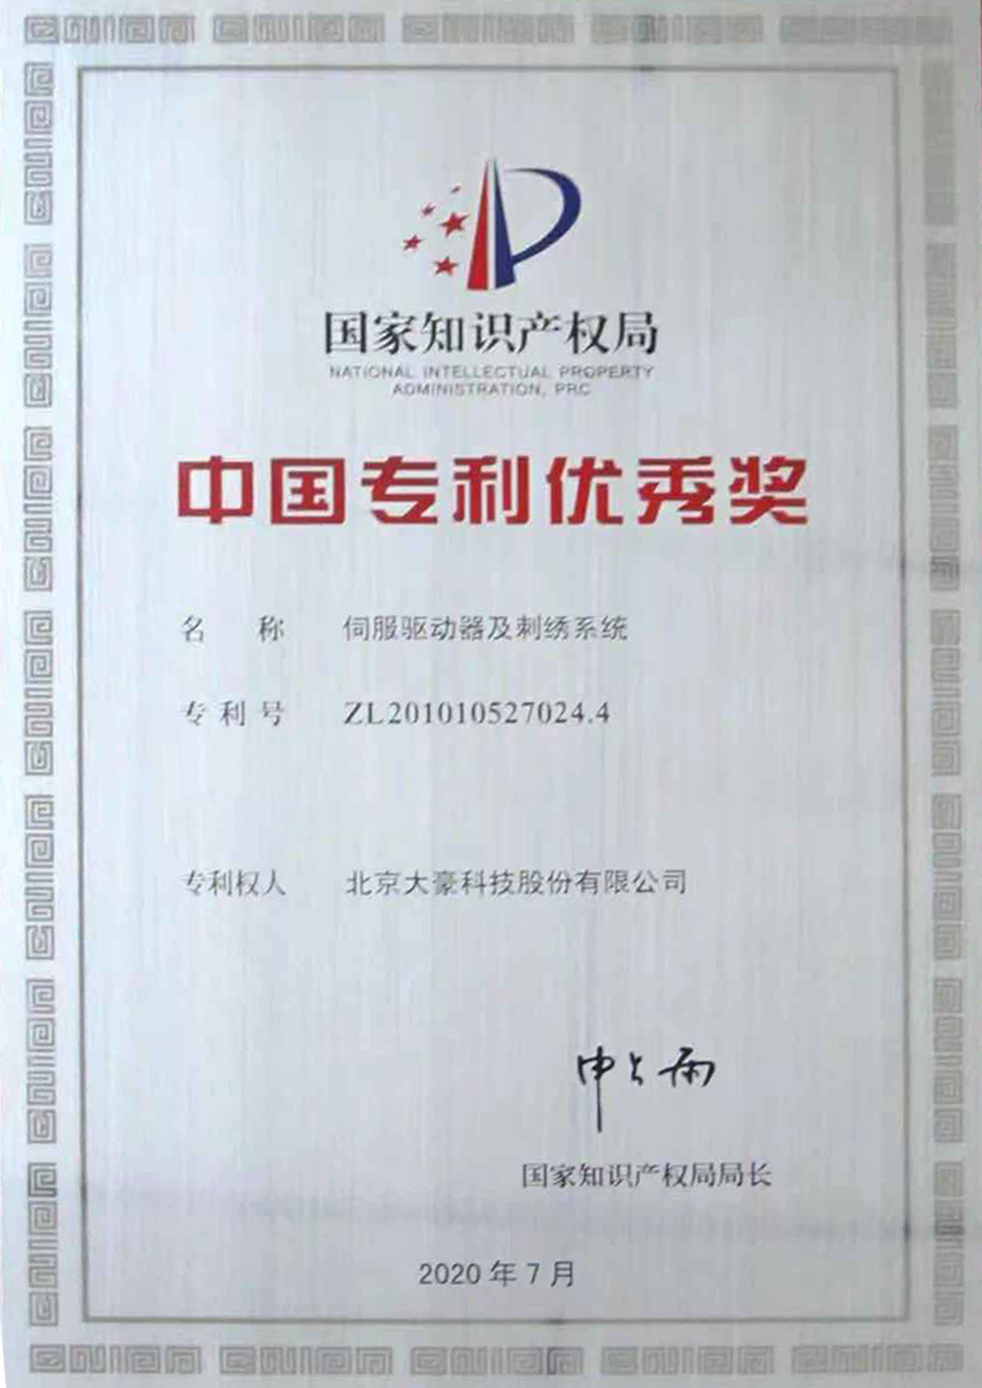 国家知识产权局
NATIONAL INTELLECTUAL PROPERTY
ADMINISTRATION, PRC
中国专利优秀奖
名 称 伺服驱动器及刺绣系统
专利号 ZL201010527024.4
专利权人 北京大豪科技股份有限公司
申长雨
国家知识产权局局长
2020年7月